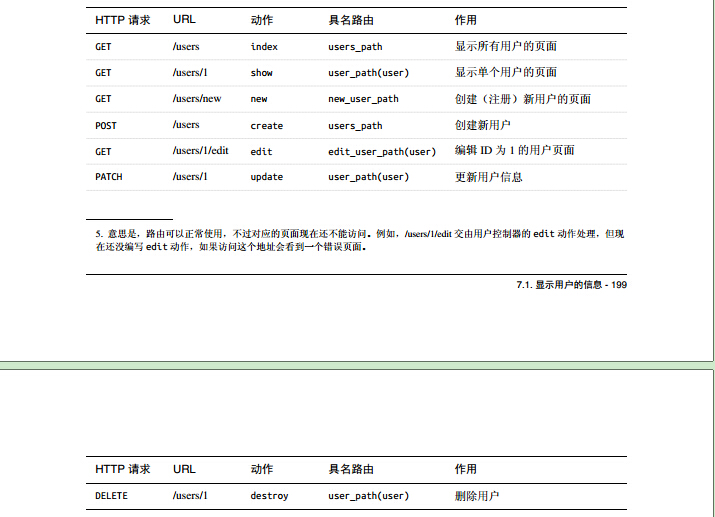 HTTP 请求 URL 动作 具名路由 作用
GET /users index users_path 显示所有用户的页面
GET /users/1 show user_path(user) 显示单个用户的页面
GET /users/new new new_user_path 创建（注册）新用户的页面
POST /users create users_path 创建新用户
GET /users/1/edit edit edit_user_path(user) 编辑 ID 为 1 的用户页面
PATCH /users/1 update user_path(user) 更新用户信息
5. 意思是，路由可以正常使用，不过对应的页面现在还不能访问。例如，/users/1/edit 交由用户控制器的 edit 动作处理，但现
在还没编写 edit 动作，如果访问这个地址会看到一个错误页面。
7.1. 显示用户的信息 - 199
HTTP 请求 URL 动作 具名路由 作用
DELETE /users/1 destroy user_path(user) 删除用户